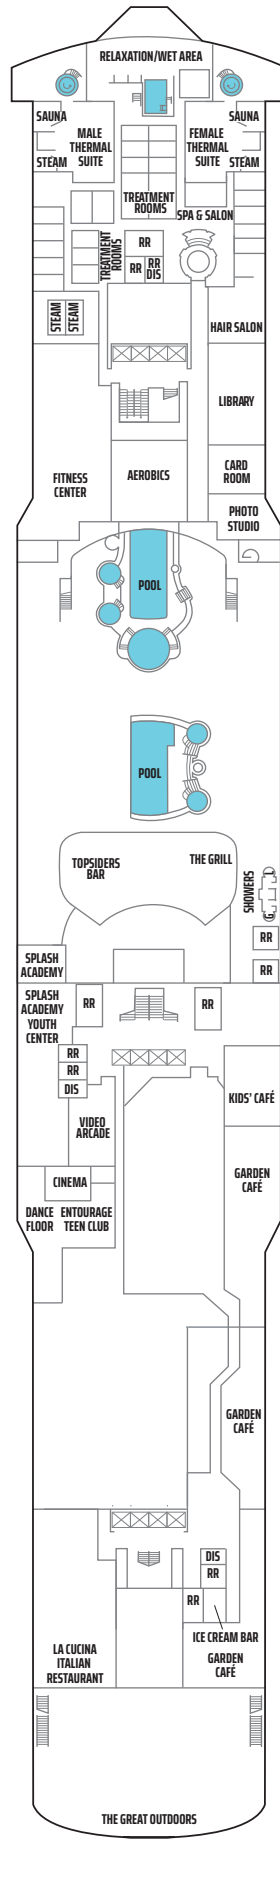 RELAXATION/WET AREA
SAUNA
SAUNA
MALE
THERMAL
SUITE
FEMALE
THERMAL
SUITE
STEAM
STEAM
TREATMENT
ROOMS
SPA & SALON
TREATMENT
ROOMS
RR
RR
RR
DIS
STEAM
STEAM
HAIR SALON
LIBRARY
FITNESS
CENTER
AEROBICS
CARD
ROOM
PHOTO
STUDIO
POOL
POOL
TOPSIDERS
BAR
THE GRILL
SHOWERS
L
G
RR
RR
SPLASH
ACADEMY
SPLASH
ACADEMY
YOUTH
CENTER
RR
RR
RR
RR
DIS
VIDEO
ARCADE
KIDS' CAFÉ
GARDEN
CAFÉ
CINEMA
DANCE
FLOOR
ENTOURAGE
TEEN CLUB
GARDEN
CAFÉ
DIS
RR
RR
ICE CREAM BAR
GARDEN
CAFÉ
LA CUCINA
ITALIAN
RESTAURANT
THE GREAT OUTDOORS